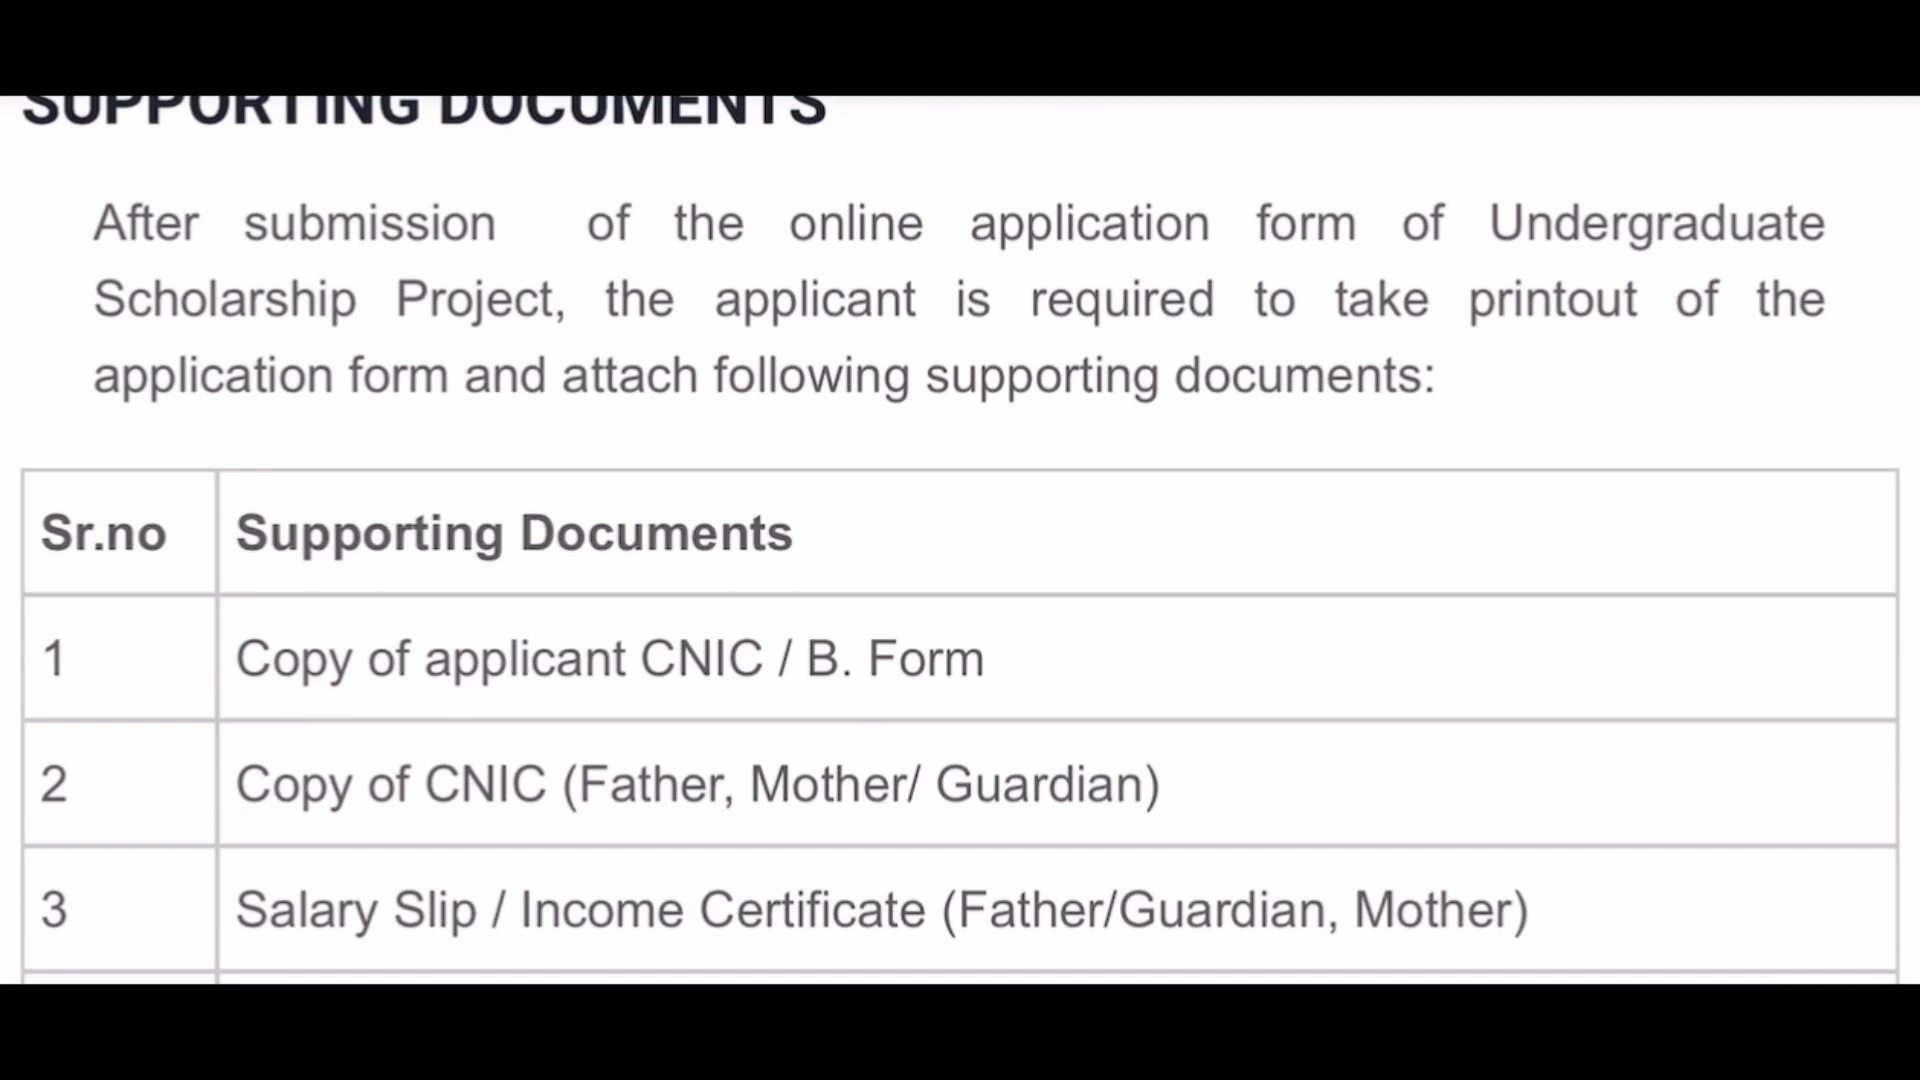 SUPPORTING DOCUMENTS
After submission of the online application form of Undergraduate
Scholarship Project, the applicant is required to take printout of the
application form and attach following supporting documents:
Sr.no Supporting Documents
1 Copy of applicant CNIC / B. Form
2 Copy of CNIC (Father, Mother/ Guardian)
3 Salary Slip / Income Certificate (Father/Guardian, Mother)